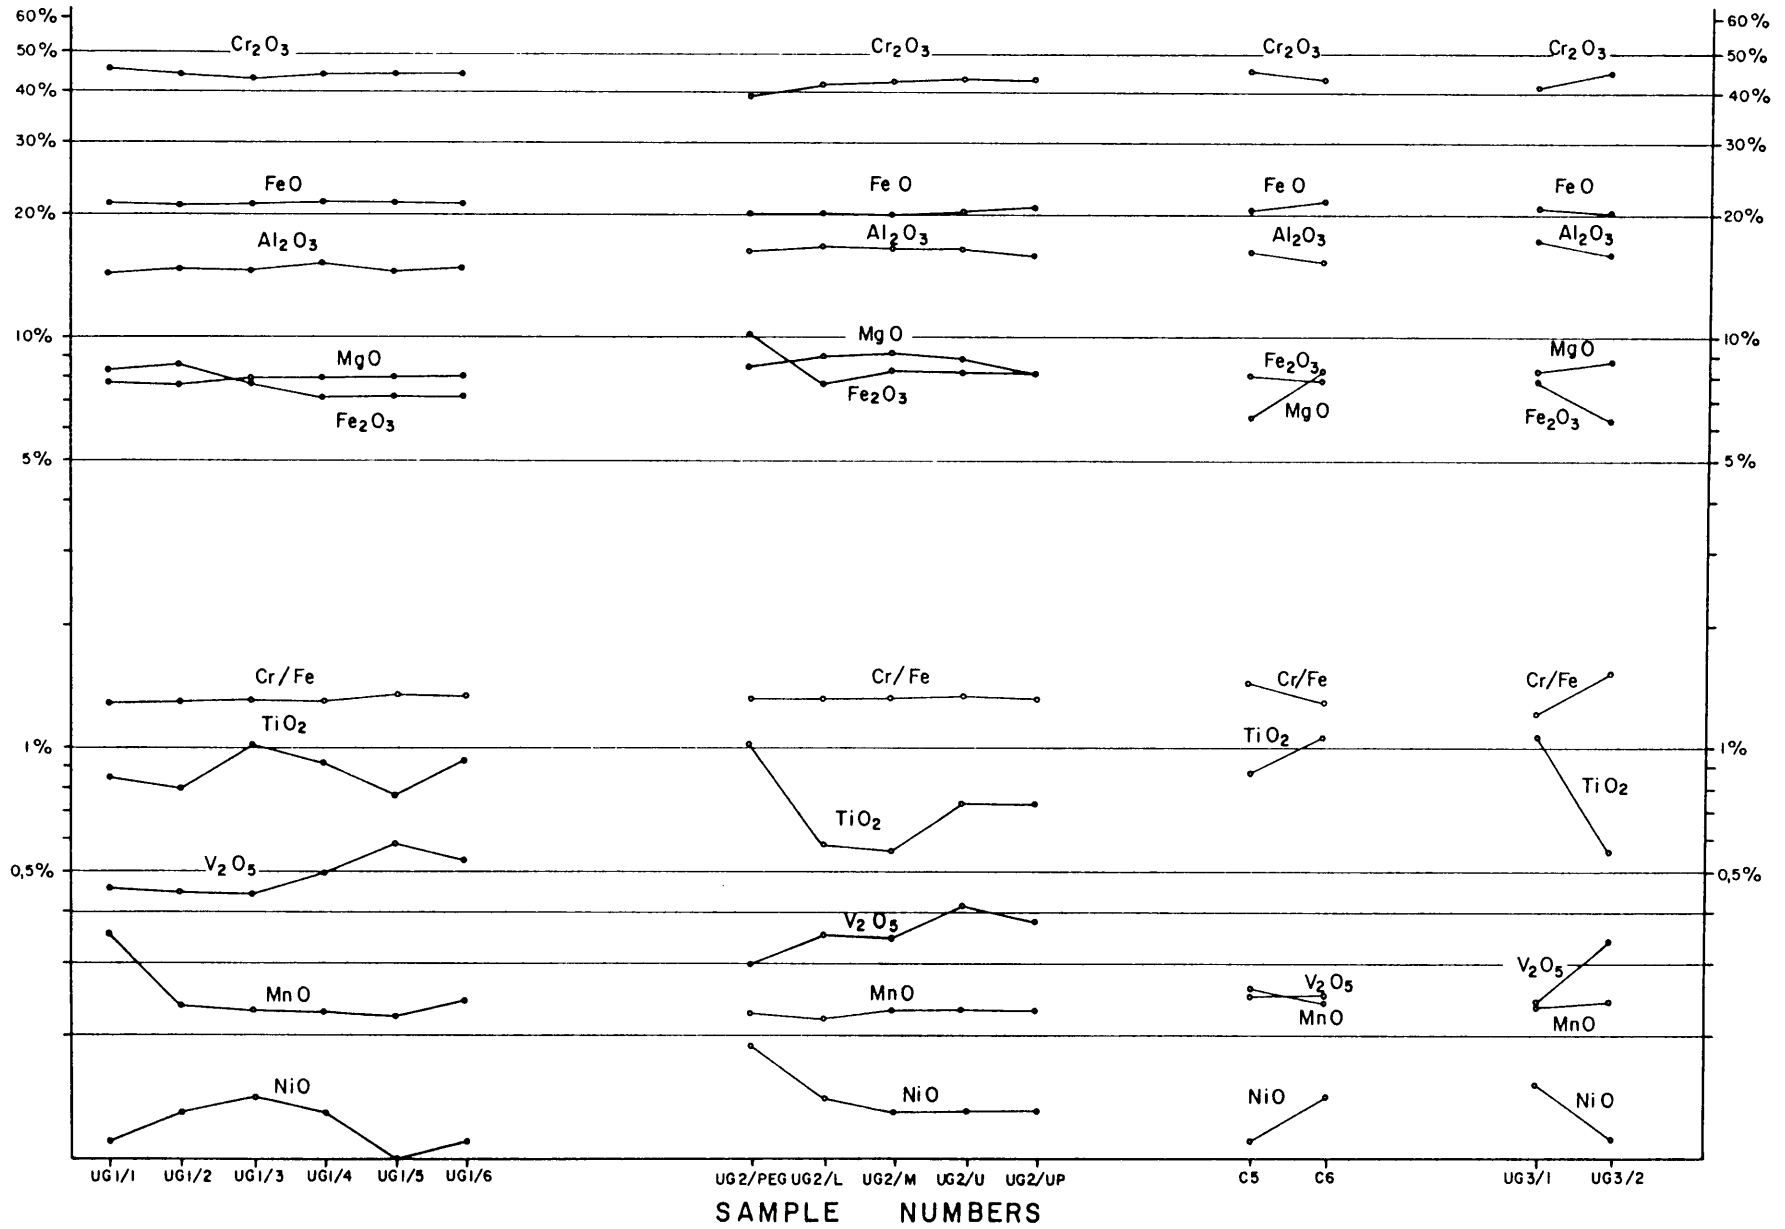 60% 60%
50% Cr₂O₃ Cr₂O₃ Cr₂O₃ Cr₂O₃ 50%
40% 40%
30% 30%
FeO FeO FeO FeO
20% 20%
Al₂O₃ Al₂O₃ Al₂O₃ Al₂O₃
10% MgO 10%
MgO Fe₂O₃ MgO
Fe₂O₃ Fe₂O₃ MgO Fe₂O₃
5% 5%
Cr/Fe Cr/Fe Cr/Fe Cr/Fe
TiO₂ TiO₂
1% 1%
TiO₂ TiO₂
V₂O₅
0,5% 0,5%
V₂O₅ V₂O₅ V₂O₅
MnO MnO MnO MnO
NiO NiO NiO NiO
UG1/1 UG1/2 UG1/3 UG1/4 UG1/5 UG1/6 UG2/PEG UG2/L UG2/M UG2/U UG2/UP C5 C6 UG3/1 UG3/2
SAMPLE NUMBERS